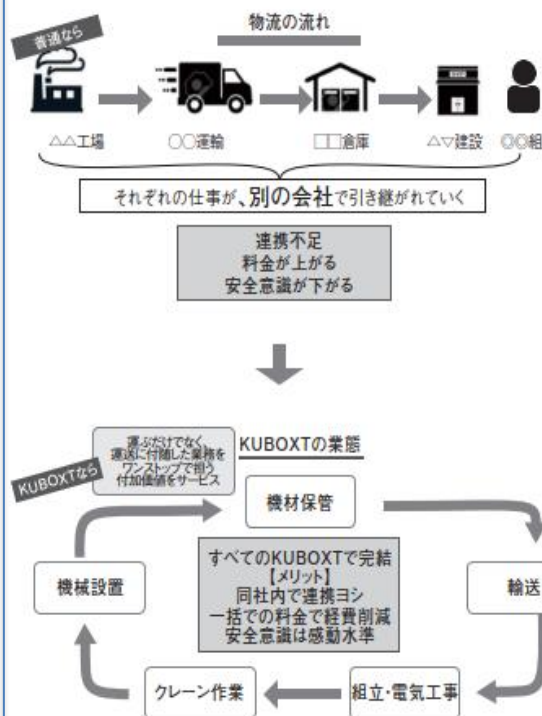 普通なら
物流の流れ
△△工場
○○運輸
□□倉庫
△▽建設
◎◎組
それぞれの仕事が、別の会社で引き継がれていく
連携不足
料金が上がる
安全意識が下がる
KUBOXTなら
運ぶだけでなく、
運送に付随した業務を
ワンストップで担う
付加価値をサービス
KUBOXTの業態
機材保管
輸送
組立・電気工事
クレーン作業
機械設置
すべてのKUBOXTで完結
【メリット】
同社内で連携ヨシ
一括での料金で経費削減
安全意識は感動水準